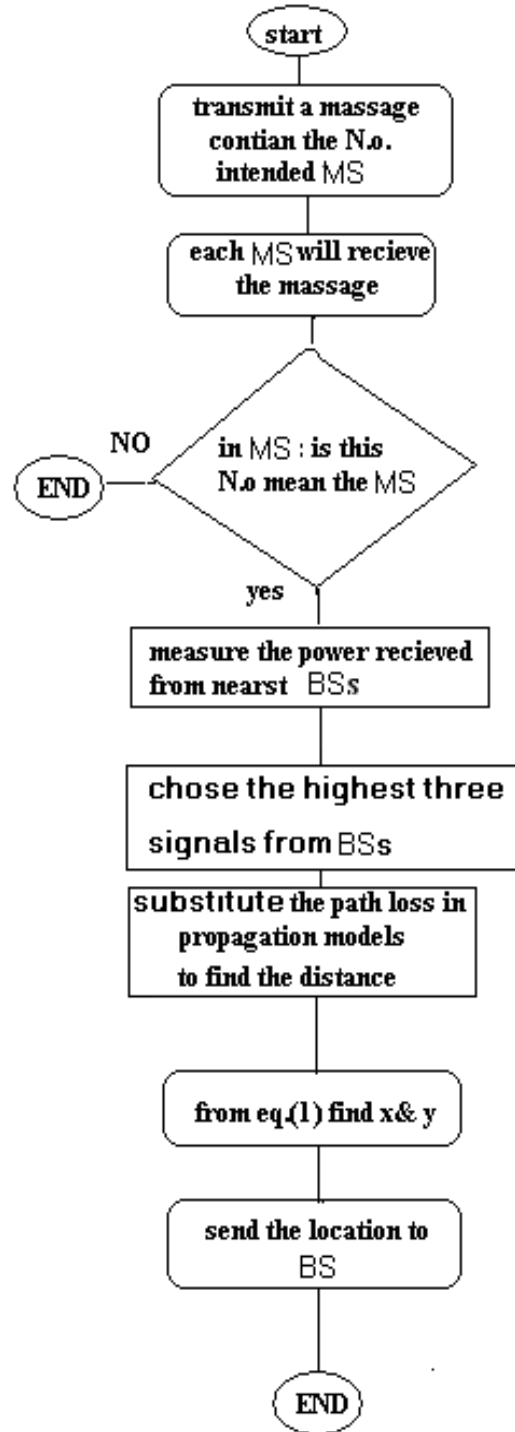 start
transmit a massage
contian the N.o.
intended MS
each MS will recieve
the massage
NO
in MS : is this
N.o mean the MS
END
yes
measure the power recieved
from nearst BSs
chose the highest three
signals from BSs
substitute the path loss in
propagation models
to find the distance
from eq.(1) find x& y
send the location to
BS
END